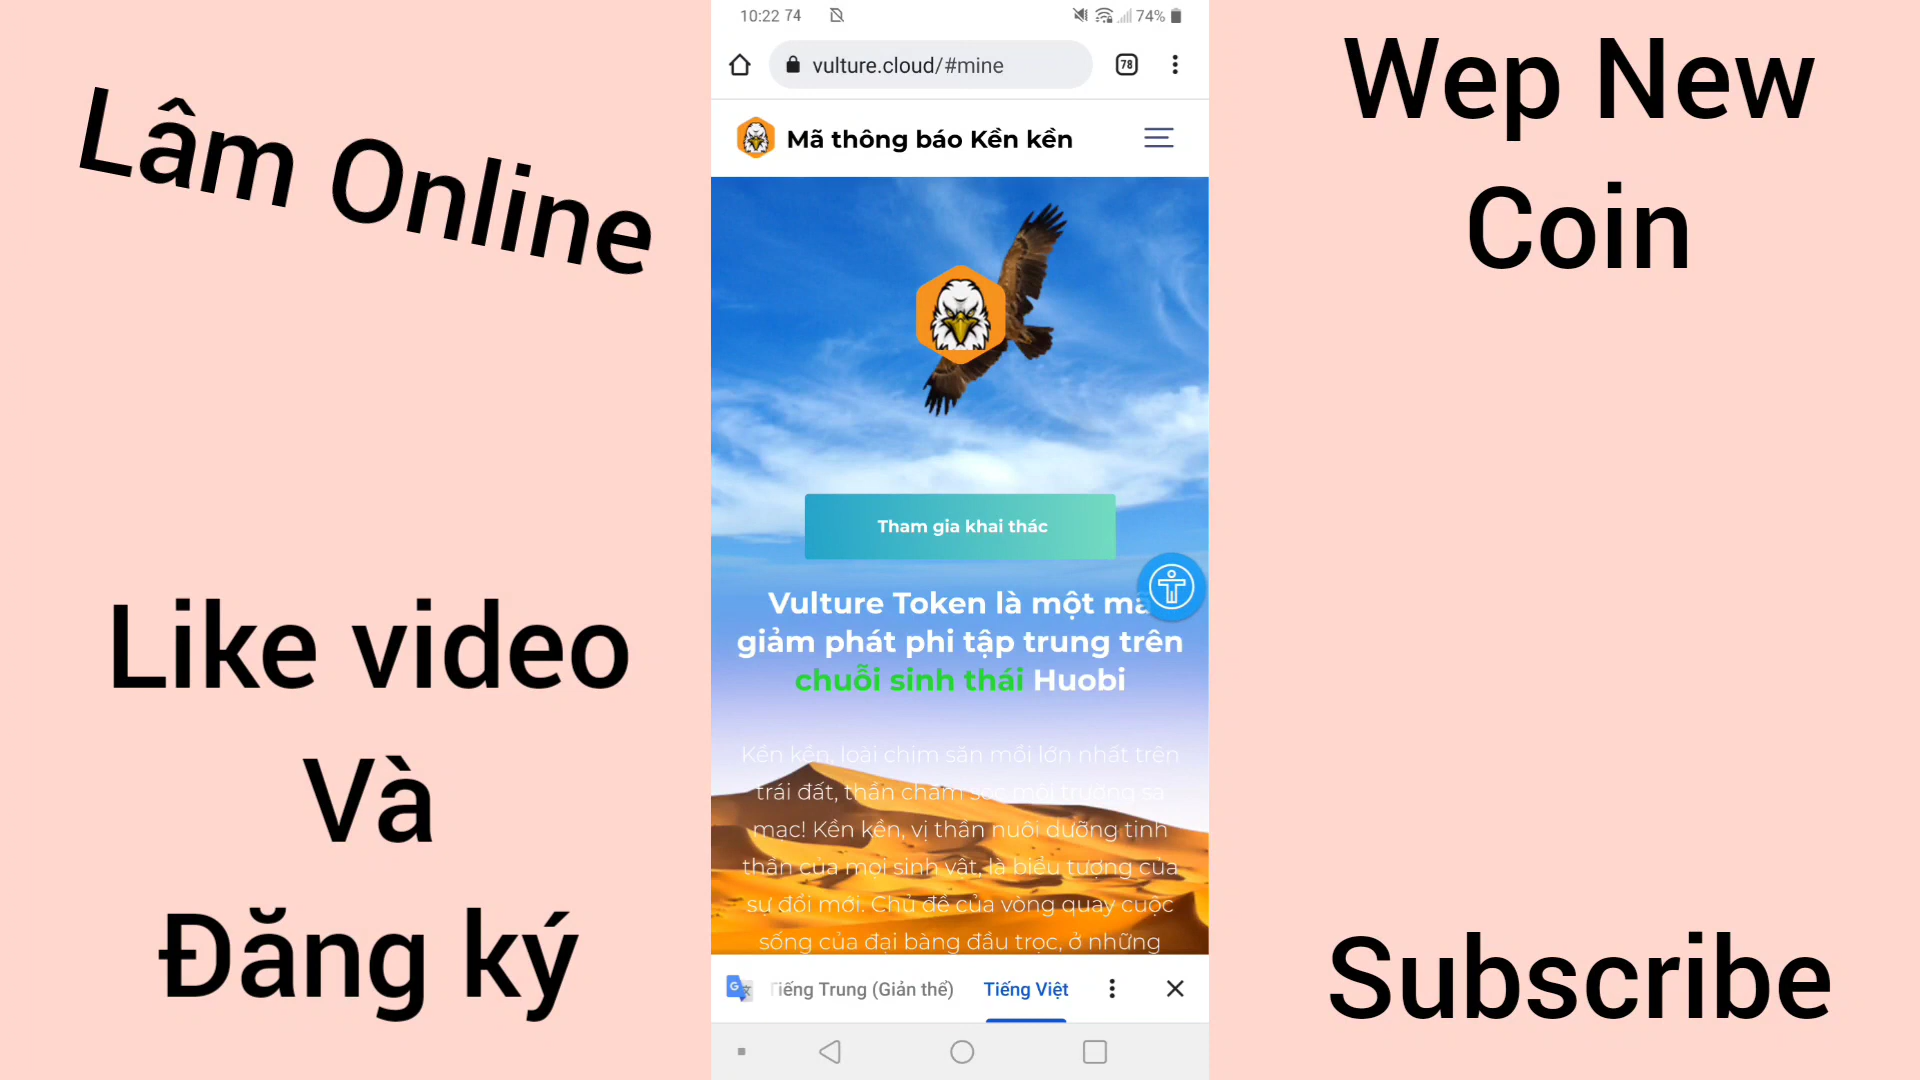 Lâm Online
Like video
Và
Đăng ký
10:22 74
74%
vulture.cloud/#mine
78
Mã thông báo Kền kền
Tham gia khai thác
Vulture Token là một mã
giảm phát phi tập trung trên
chuỗi sinh thái Huobi
Kền kền, loài chim săn mồi lớn nhất trên
trái đất, thần chăm sóc môi trường sa
mạc! Kền kền, vị thần nuôi dưỡng tinh
thần của mọi sinh vật, là biểu tượng của
sự đổi mới. Chủ đề của vòng quay cuộc
sống của đại bàng đầu trọc, ở những
Tiếng Trung (Giản thể)
Tiếng Việt
Wep New
Coin
Subscribe